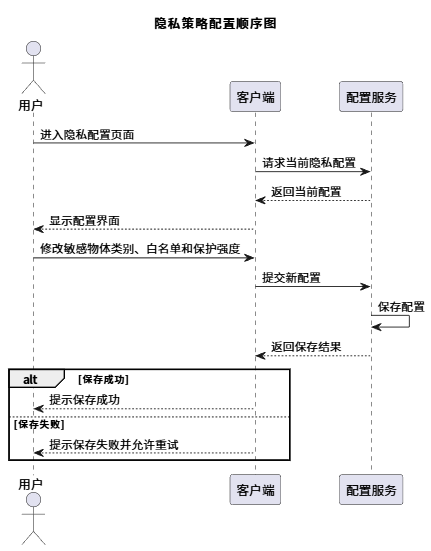 隐私策略配置顺序图
用户
客户端
配置服务
进入隐私配置页面
请求当前隐私配置
返回当前配置
显示配置界面
修改敏感物体类别、白名单和保护强度
提交新配置
保存配置
返回保存结果
alt [保存成功]
提示保存成功
[保存失败]
提示保存失败并允许重试
用户
客户端
配置服务